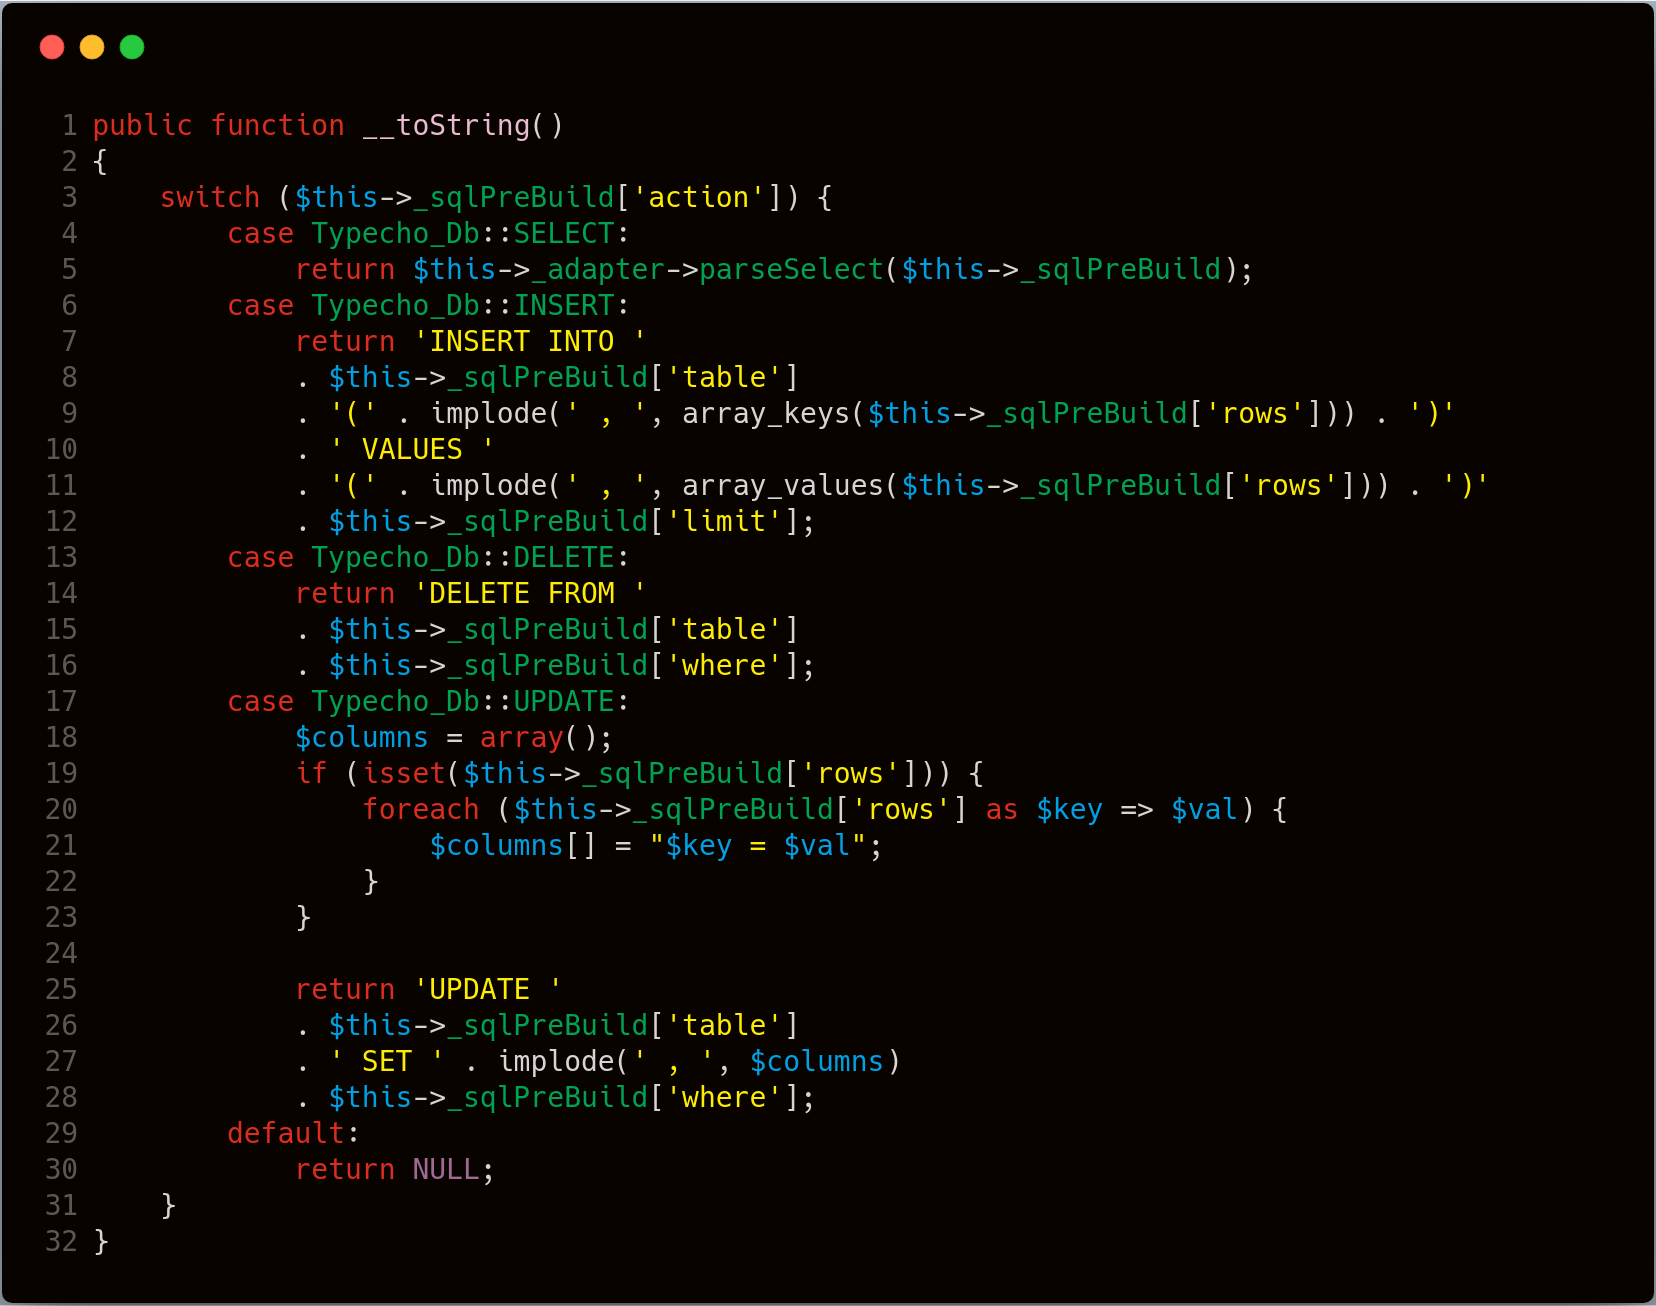 1 public function __toString()
2 {
3     switch ($this->_sqlPreBuild['action']) {
4         case Typecho_Db::SELECT:
5             return $this->_adapter->parseSelect($this->_sqlPreBuild);
6         case Typecho_Db::INSERT:
7             return 'INSERT INTO '
8             . $this->_sqlPreBuild['table']
9             . '(' . implode(' , ', array_keys($this->_sqlPreBuild['rows'])) . ')'
10             . ' VALUES '
11             . '(' . implode(' , ', array_values($this->_sqlPreBuild['rows'])) . ')'
12             . $this->_sqlPreBuild['limit'];
13         case Typecho_Db::DELETE:
14             return 'DELETE FROM '
15             . $this->_sqlPreBuild['table']
16             . $this->_sqlPreBuild['where'];
17         case Typecho_Db::UPDATE:
18             $columns = array();
19             if (isset($this->_sqlPreBuild['rows'])) {
20                 foreach ($this->_sqlPreBuild['rows'] as $key => $val) {
21                     $columns[] = "$key = $val";
22                 }
23             }
24
25             return 'UPDATE '
26             . $this->_sqlPreBuild['table']
27             . ' SET ' . implode(' , ', $columns)
28             . $this->_sqlPreBuild['where'];
29         default:
30             return NULL;
31     }
32 }